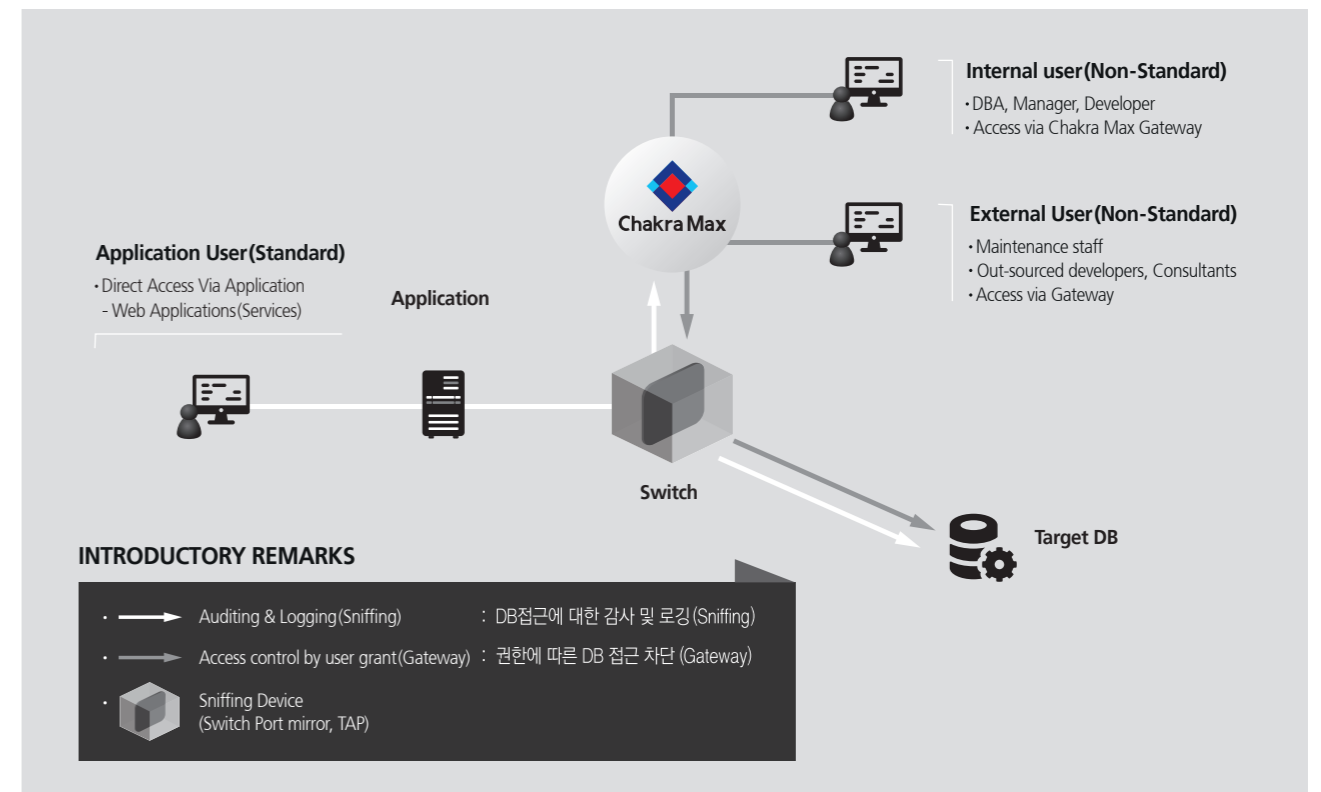 Internal user(Non-Standard)
・DBA, Manager, Developer
・Access via Chakra Max Gateway
Chakra Max
External User(Non-Standard)
・Maintenance staff
・Out-sourced developers, Consultants
・Access via Gateway
Application User(Standard)
・Direct Access Via Application
- Web Applications(Services)
Application
Switch
Target DB
INTRODUCTORY REMARKS
・ Auditing & Logging(Sniffing) : DB접근에 대한 감사 및 로깅(Sniffing)
・ Access control by user grant(Gateway) : 권한에 따른 DB 접근 차단 (Gateway)
・ Sniffing Device
(Switch Port mirror, TAP)